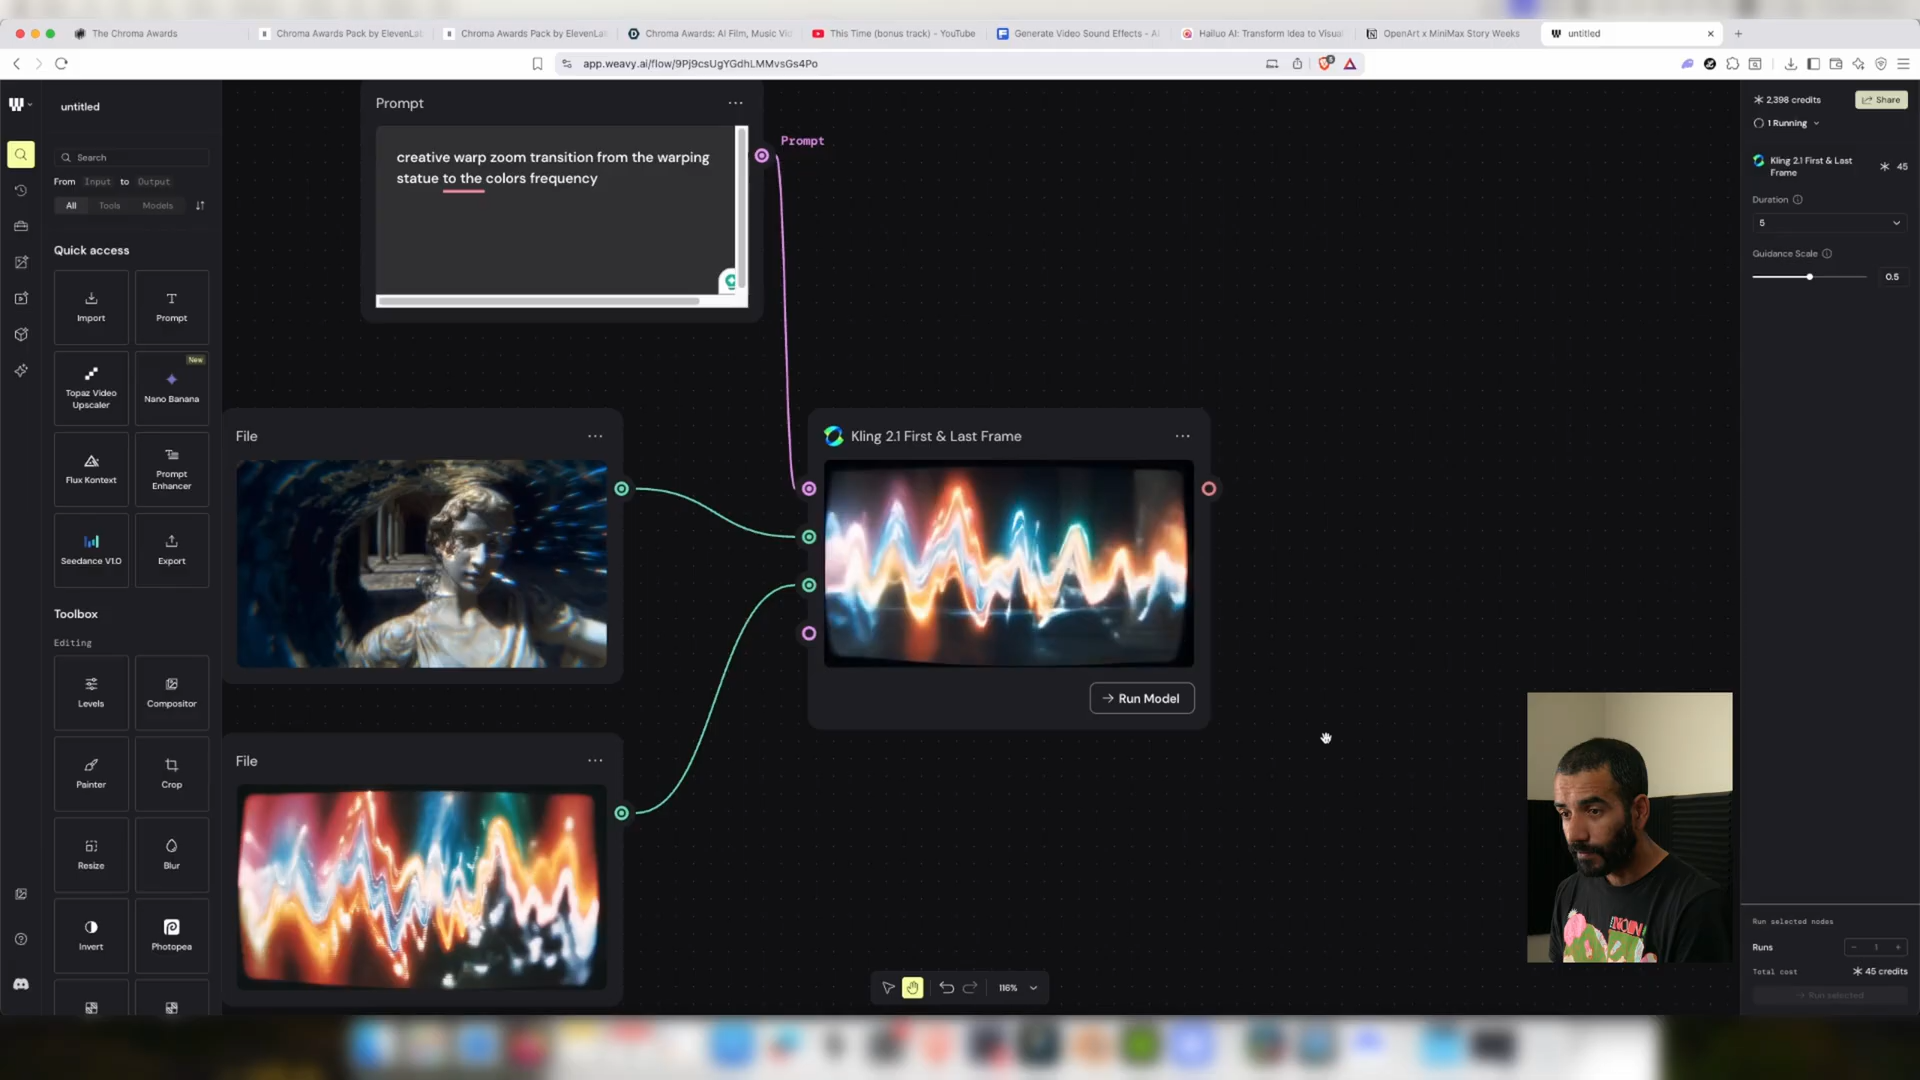 The Chroma Awards
Chroma Awards Pack by ElevenLab
Chroma Awards Pack by ElevenLab
Chroma Awards: AI Film, Music Vid
This Time (bonus track) - YouTube
Generate Video Sound Effects - AI
Hailuo AI: Transform Idea to Visual
OpenArt x MiniMax Story Weeks
untitled
app.weavy.ai/flow/9Pj9csUgYGdhLMMvsGs4Po
untitled
Search
From Input to Output
All
Tools
Models
Quick access
Import
Prompt
Topaz Video
Upscaler
New
Nano Banana
Flux Kontext
Prompt
Enhancer
Seedance V1.0
Export
Toolbox
Editing
Levels
Compositor
Painter
Crop
Resize
Blur
Invert
Photopea
Prompt
creative warp zoom transition from the warping
statue to the colors frequency
Prompt
File
Kling 2.1 First & Last Frame
Run Model
File
116%
2,398 credits
Share
1 Running
Kling 2.1 First & Last
Frame
45
Duration
5
Guidance Scale
0.5
Run selected nodes
Runs
1
Total cost
45 credits
Run selected